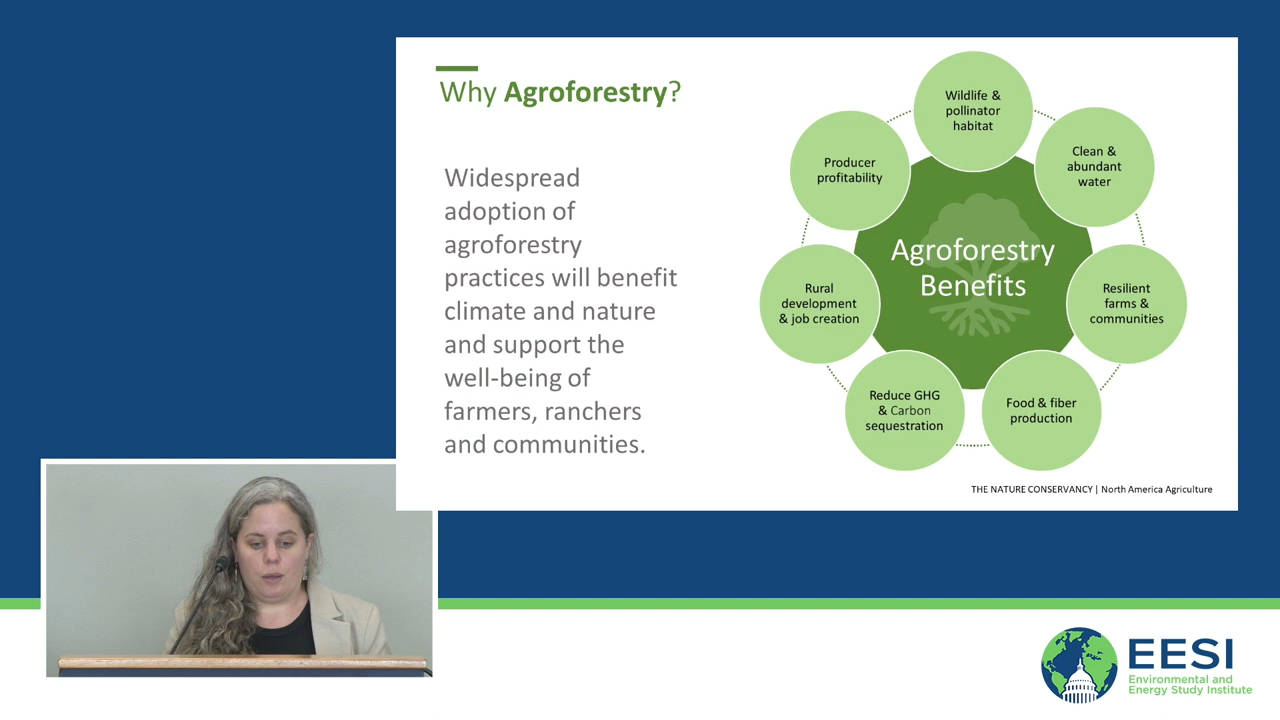 Why Agroforestry?
Widespread
adoption of
agroforestry
practices will benefit
climate and nature
and support the
well-being of
farmers, ranchers
and communities.
Wildlife &
pollinator
habitat
Clean &
abundant
water
Resilient
farms &
communities
Food & fiber
production
Reduce GHG
& Carbon
sequestration
Rural
development
& job creation
Producer
profitability
Agroforestry
Benefits
THE NATURE CONSERVANCY | North America Agriculture
EESI
Environmental and
Energy Study Institute